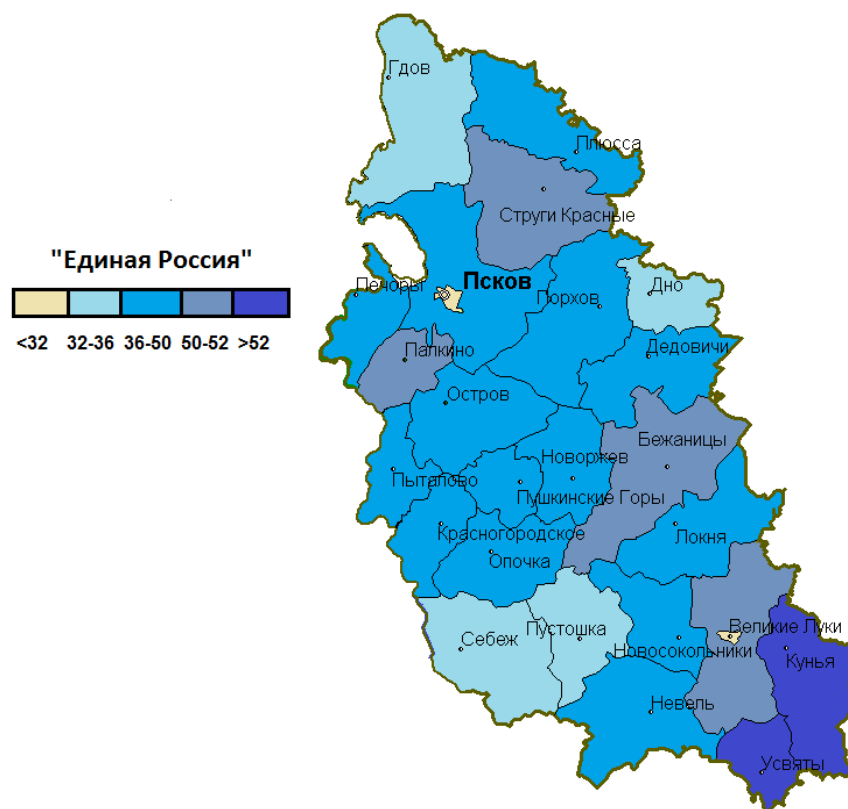 Гдов
Плюсса
Струги Красные
"Единая Россия"
<32 32-36 36-50 50-52 >52
Печоры
Псков
Порхов
Дно
Палкино
Дедовичи
Остров
Бежаницы
Новоржев
Пыталово
Пушкинские Горы
Красногородское
Локня
Опочка
Пустошка
Великие Луки
Себеж
Новосокольники
Кунья
Невель
Усвяты